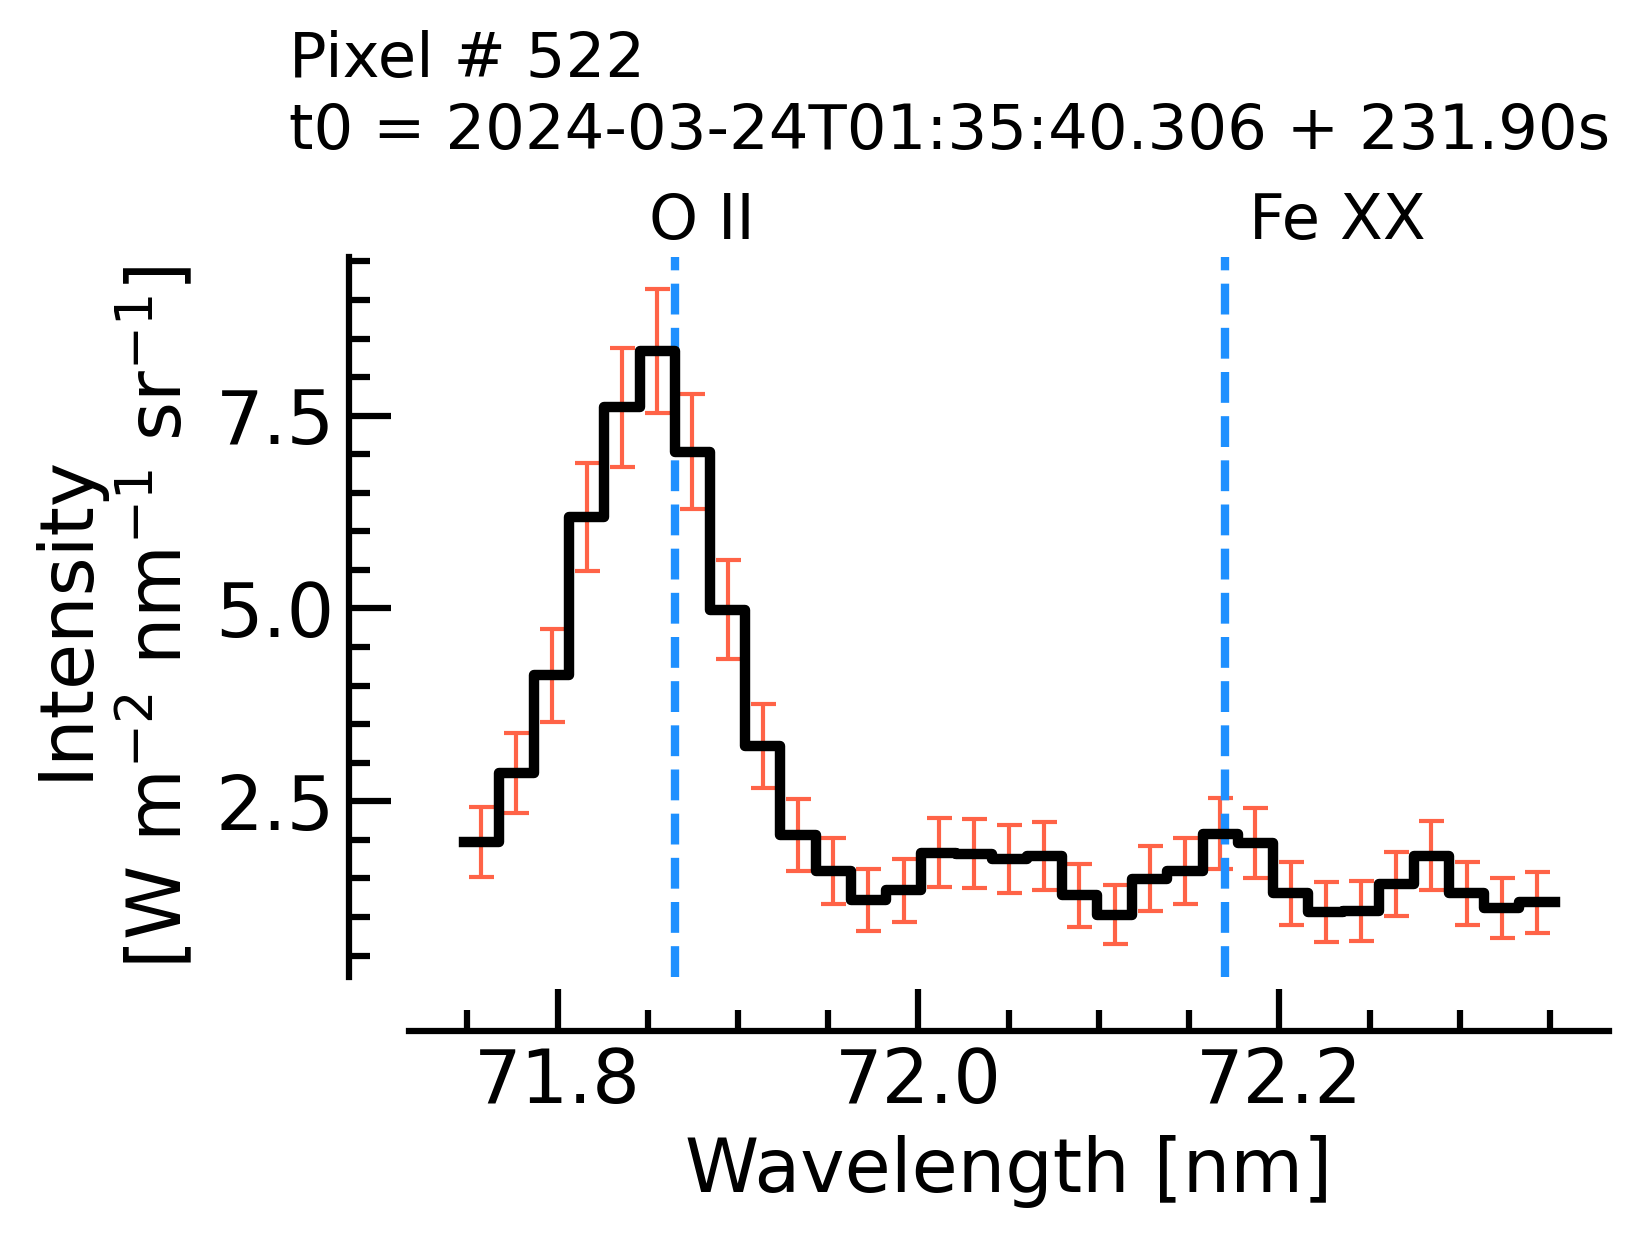 Pixel # 522
t0 = 2024-03-24T01:35:40.306 + 231.90s
O II
Fe XX
Intensity
[W m⁻² nm⁻¹ sr⁻¹]
7.5
5.0
2.5
71.8
72.0
72.2
Wavelength [nm]